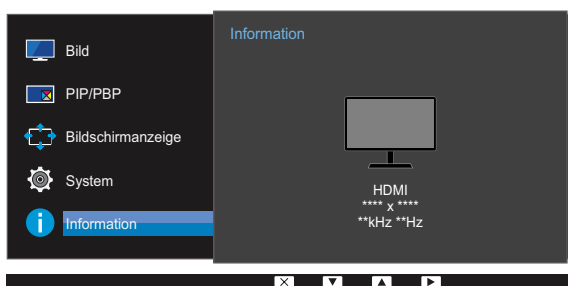 Bild
PIP/PBP
Bildschirmanzeige
System
Information
Information
HDMI
**** x ****
**kHz **Hz